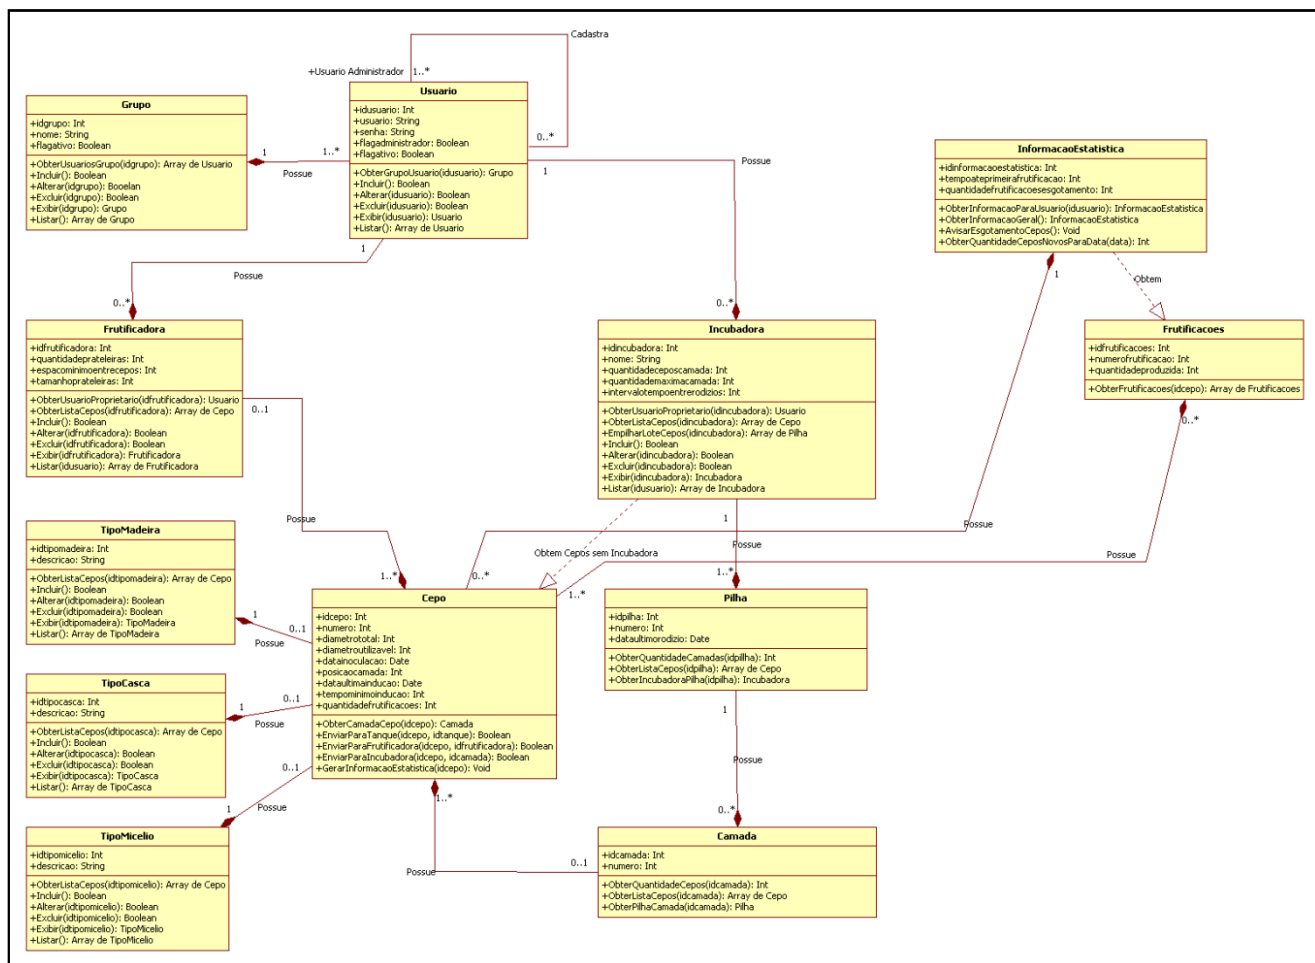 Cadastra
+Usuario Administrador
1..*
Usuario
+idusuario: Int
+usuario: String
+senha: String
+flagadministrador: Boolean
+flagativo: Boolean
+ObterGrupoUsuario(idusuario): Grupo
+Incluir(): Boolean
+Alterar(idusuario): Boolean
+Excluir(idusuario): Boolean
+Exibir(idusuario): Usuario
+Listar(): Array de Usuario
0..*
Grupo
+idgrupo: Int
+nome: String
+flagativo: Boolean
+ObterUsuariosGrupo(idgrupo): Array de Usuario
+Incluir(): Boolean
+Alterar(idgrupo): Booelan
+Excluir(idgrupo): Boolean
+Exibir(idgrupo): Grupo
+Listar(): Array de Grupo
1
1..*
Possue
1
Possue
InformacaoEstatistica
+idinformacaoestatistica: Int
+tempoateprimeirafrutificacao: Int
+quantidadefrutificacoesesgotamento: Int
+ObterInformacaoParaUsuario(idusuario): InformacaoEstatistica
+ObterInformacaoGeral(): InformacaoEstatistica
+AvisarEsgotamentoCepos(): Void
+ObterQuantidadeCeposNovosParaData(data): Int
1
Possue
0..*
1
Obtem
0..*
Frutificadora
+idfrutificadora: Int
+quantidadeprateleiras: Int
+espacominimoentrecepos: Int
+tamanhoprateleiras: Int
+ObterUsuarioProprietario(idfrutificadora): Usuario
+ObterListaCepos(idfrutificadora): Array de Cepo
+Incluir(): Boolean
+Alterar(idfrutificadora): Boolean
+Excluir(idfrutificadora): Boolean
+Exibir(idfrutificadora): Frutificadora
+Listar(idusuario): Array de Frutificadora
0..1
Incubadora
+idincubadora: Int
+nome: String
+quantidadeceposcamada: Int
+quantidademaximacamada: Int
+intervalotempoentrerodizios: Int
+ObterUsuarioProprietario(idincubadora): Usuario
+ObterListaCepos(idincubadora): Array de Cepo
+EmpilharLoteCepos(idincubadora): Array de Pilha
+Incluir(): Boolean
+Alterar(idincubadora): Boolean
+Excluir(idincubadora): Boolean
+Exibir(idincubadora): Incubadora
+Listar(idusuario): Array de Incubadora
Frutificacoes
+idfrutificacoes: Int
+numerofrutificacao: Int
+quantidadeproduzida: Int
+ObterFrutificacoes(idcepo): Array de Frutificacoes
0..*
Possue
1
Possue
Possue
Obtem Cepos sem Incubadora
Possue
1..*
0..*
1..*
1..*
TipoMadeira
+idtipomadeira: Int
+descricao: String
+ObterListaCepos(idtipomadeira): Array de Cepo
+Incluir(): Boolean
+Alterar(idtipomadeira): Boolean
+Excluir(idtipomadeira): Boolean
+Exibir(idtipomadeira): TipoMadeira
+Listar(): Array de TipoMadeira
1
0..1
Possue
Cepo
+idcepo: Int
+numero: Int
+diametrototal: Int
+diametroutilizavel: Int
+datainoculacao: Date
+posicaocamada: Int
+dataultimainducao: Date
+tempominimoinducao: Int
+quantidadefrutificacoes: Int
+ObterCamadaCepo(idcepo): Camada
+EnviarParaTanque(idcepo, idtanque): Boolean
+EnviarParaFrutificadora(idcepo, idfrutificadora): Boolean
+EnviarParaIncubadora(idcepo, idcamada): Boolean
+GerarInformacaoEstatistica(idcepo): Void
Pilha
+idpilha: Int
+numero: Int
+dataultimorodizio: Date
+ObterQuantidadeCamadas(idpillha): Int
+ObterListaCepos(idpilha): Array de Cepo
+ObterIncubadoraPilha(idpilha): Incubadora
TipoCasca
+idtipocasca: Int
+descricao: String
+ObterListaCepos(idtipocasca): Array de Cepo
+Incluir(): Boolean
+Alterar(idtipocasca): Boolean
+Excluir(idtipocasca): Boolean
+Exibir(idtipocasca): TipoCasca
+Listar(): Array de TipoCasca
1
0..1
Possue
1
Possue
0..*
0..1
1
Possue
TipoMicelio
+idtipomicelio: Int
+descricao: String
+ObterListaCepos(idtipomicelio): Array de Cepo
+Incluir(): Boolean
+Alterar(idtipomicelio): Boolean
+Excluir(idtipomicelio): Boolean
+Exibir(idtipomicelio): TipoMicelio
+Listar(): Array de TipoMicelio
1..*
Possue
0..1
Camada
+idcamada: Int
+numero: Int
+ObterQuantidadeCepos(idcamada): Int
+ObterListaCepos(idcamada): Array de Cepo
+ObterPilhaCamada(idcamada): Pilha